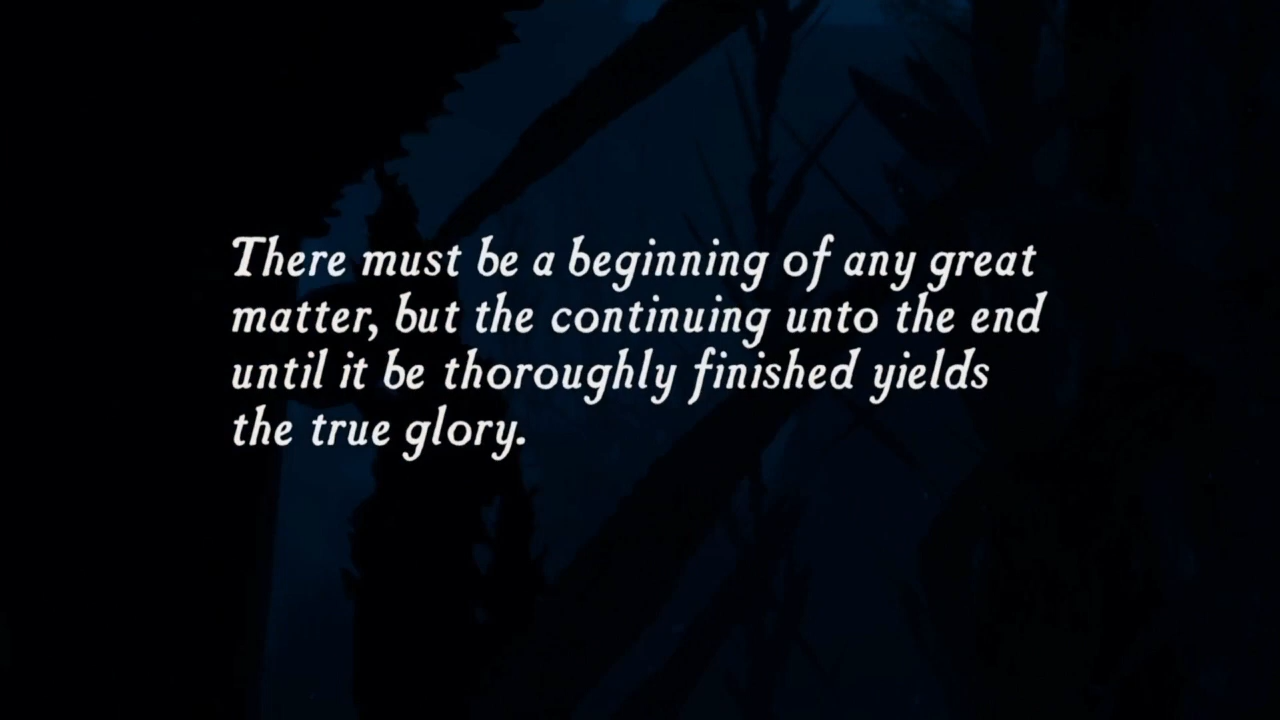 There must be a beginning of any great
matter, but the continuing unto the end
until it be thoroughly finished yields
the true glory.